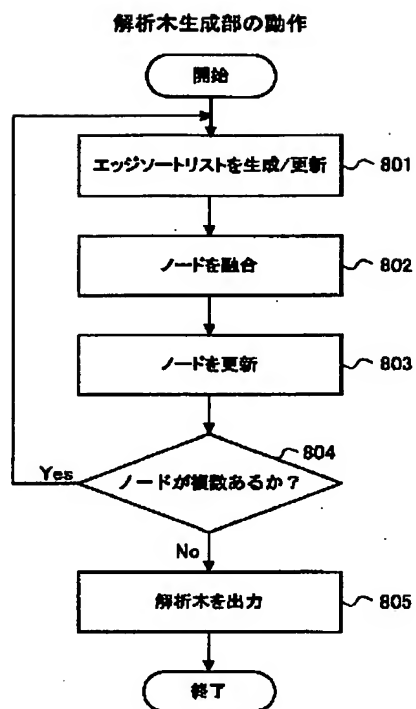 解析木生成部の動作
開始
エッジソートリストを生成/更新
801
ノードを融合
802
ノードを更新
803
804
ノードが複数あるか？
Yes
No
解析木を出力
805
終了